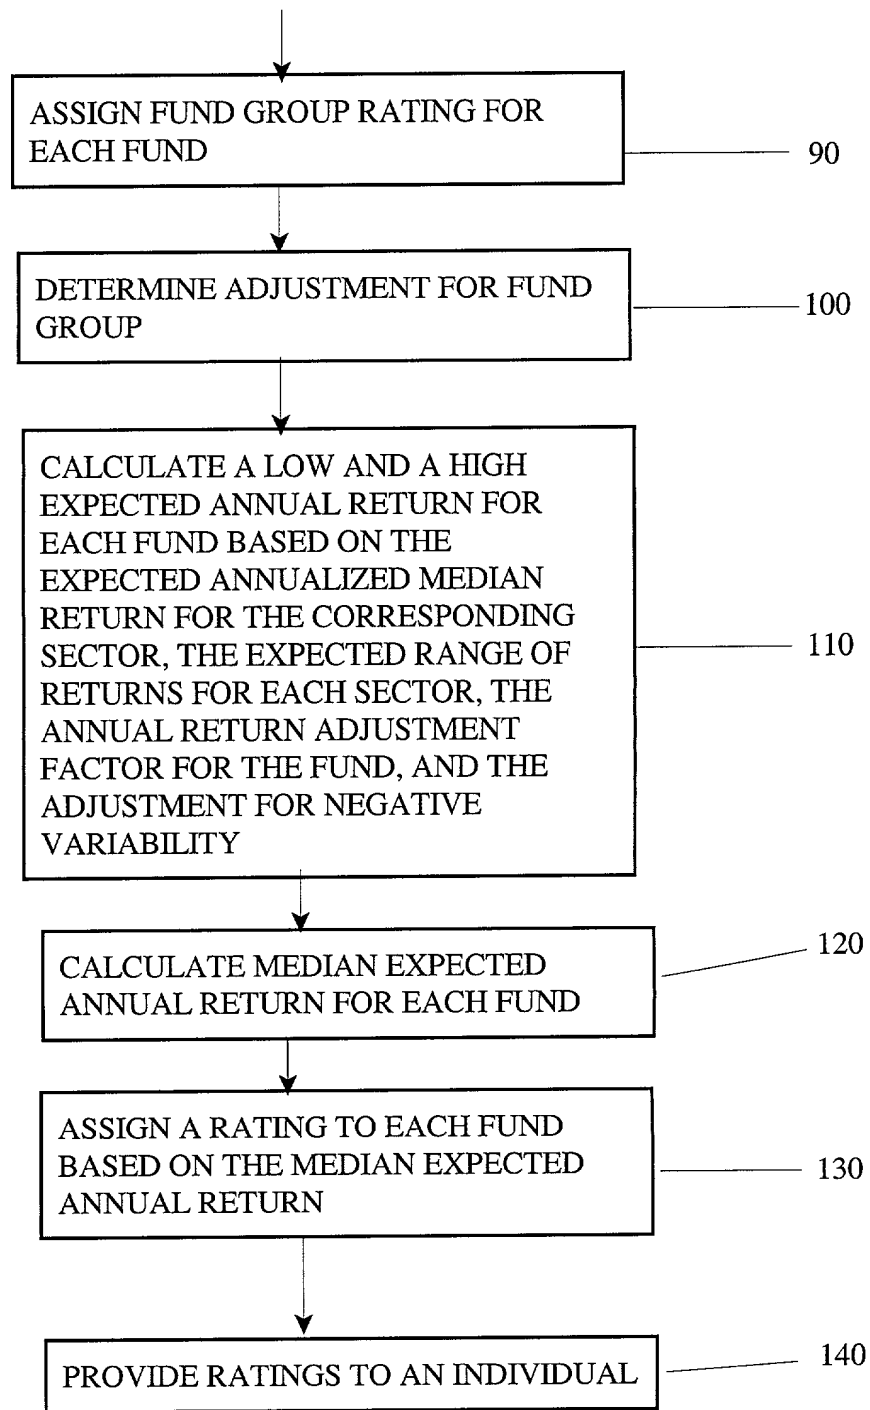 ASSIGN FUND GROUP RATING FOR
EACH FUND
90
DETERMINE ADJUSTMENT FOR FUND
GROUP
100
CALCULATE A LOW AND A HIGH
EXPECTED ANNUAL RETURN FOR
EACH FUND BASED ON THE
EXPECTED ANNUALIZED MEDIAN
RETURN FOR THE CORRESPONDING
SECTOR, THE EXPECTED RANGE OF
RETURNS FOR EACH SECTOR, THE
ANNUAL RETURN ADJUSTMENT
FACTOR FOR THE FUND, AND THE
ADJUSTMENT FOR NEGATIVE
VARIABILITY
110
CALCULATE MEDIAN EXPECTED
ANNUAL RETURN FOR EACH FUND
120
ASSIGN A RATING TO EACH FUND
BASED ON THE MEDIAN EXPECTED
ANNUAL RETURN
130
PROVIDE RATINGS TO AN INDIVIDUAL
140